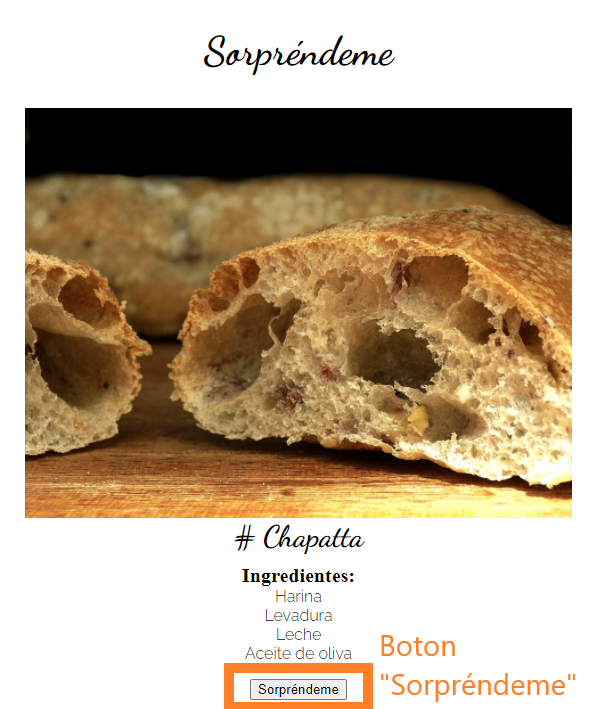 Sorpréndeme
# Chapatta
Ingredientes:
Harina
Levadura
Leche
Aceite de oliva
Sorpréndeme
Boton
"Sorpréndeme"